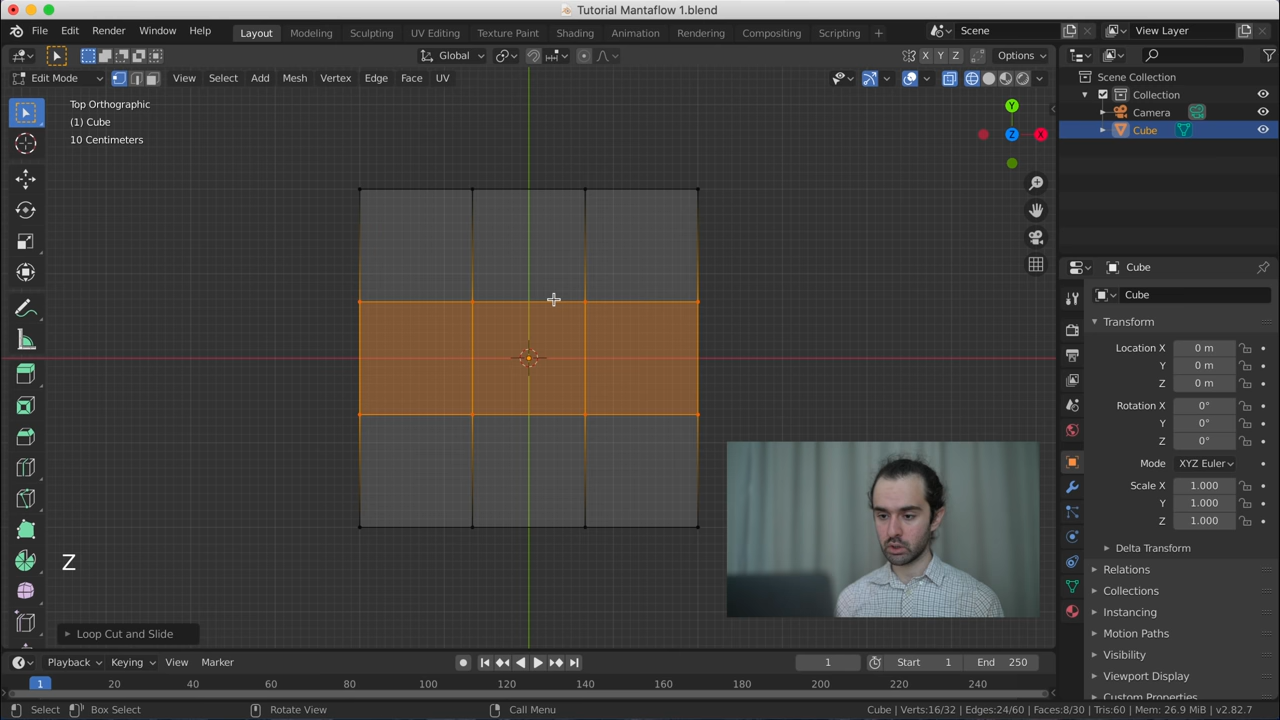 Tutorial Mantaflow 1.blend
File Edit Render Window Help Layout Modeling Sculpting UV Editing Texture Paint Shading Animation Rendering Compositing Scripting + Scene View Layer
Global X Y Z Options
Edit Mode View Select Add Mesh Vertex Edge Face UV
Scene Collection
Collection
Camera
Cube
Top Orthographic
(1) Cube
10 Centimeters
Y
Z X
Cube
Cube
Transform
Location X 0 m
Y 0 m
Z 0 m
Rotation X 0°
Y 0°
Z 0°
Mode XYZ Euler
Scale X 1.000
Y 1.000
Z 1.000
Delta Transform
Relations
Collections
Instancing
Motion Paths
Visibility
Viewport Display
Custom Properties
Z
Loop Cut and Slide
Playback Keying View Marker 1 Start 1 End 250
1 20 40 60 80 100 120 140 160 180 200 220 240
Select Box Select Rotate View Call Menu Cube | Verts:16/32 | Edges:24/60 | Faces:8/30 | Tris:60 | Mem: 26.9 MiB | v2.82.7